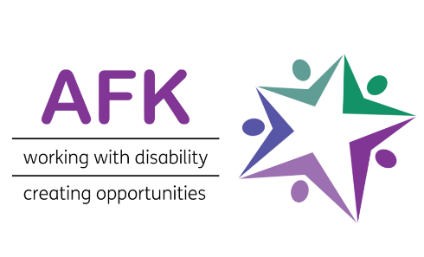 AFK
working with disability
creating opportunities